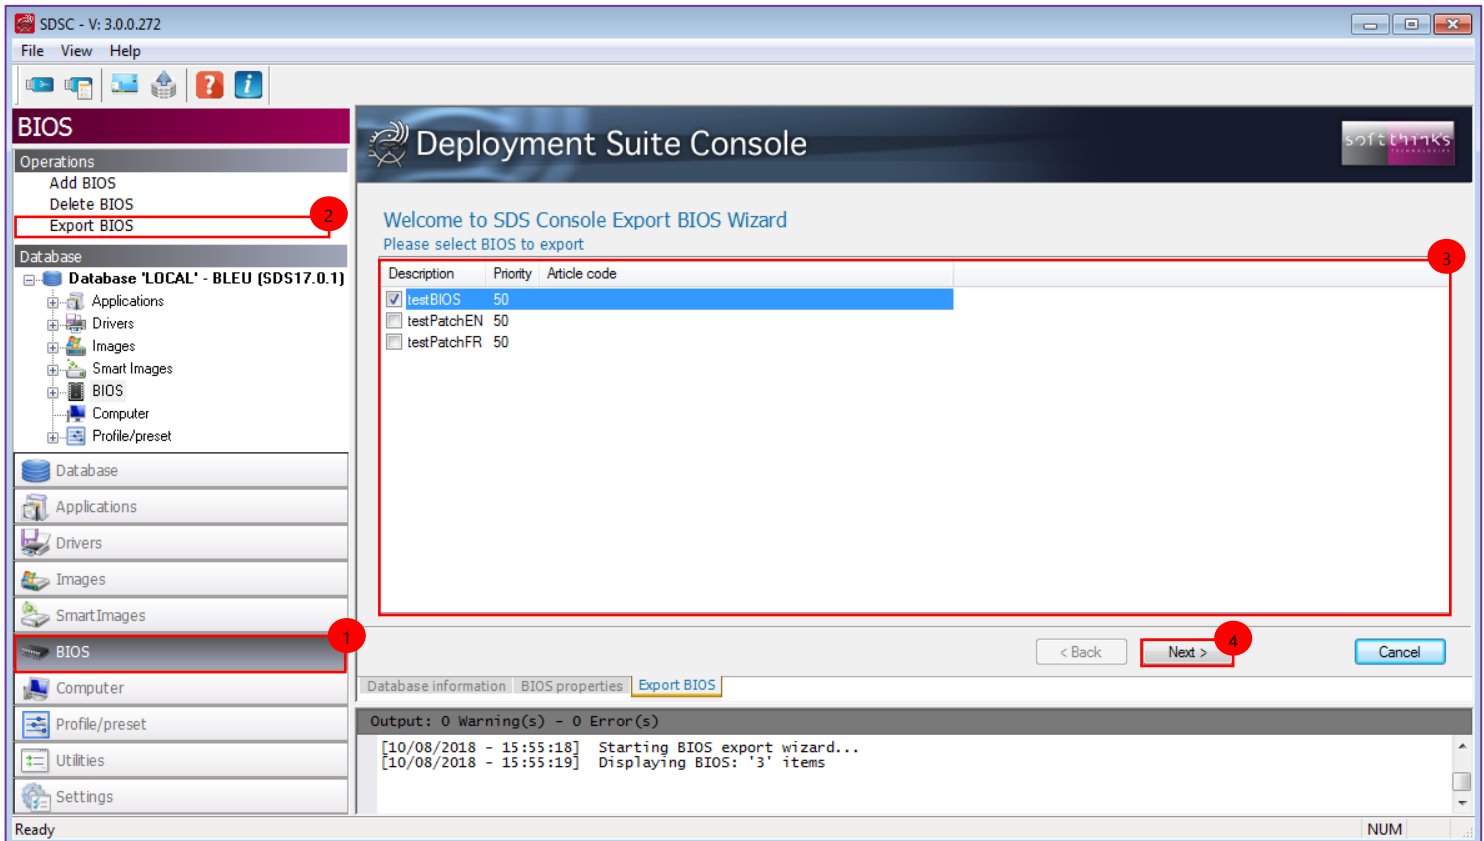 SDSC - V: 3.0.0.272
File View Help
BIOS
Operations
Add BIOS
Delete BIOS
Export BIOS
2
Database
Database 'LOCAL' - BLEU (SDS17.0.1)
Applications
Drivers
Images
Smart Images
BIOS
Computer
Profile/preset
Database
Applications
Drivers
Images
SmartImages
BIOS
1
Computer
Profile/preset
Utilities
Settings
Deployment Suite Console
softthinks
TECHNOLOGIES
Welcome to SDS Console Export BIOS Wizard
Please select BIOS to export
3
Description Priority Article code
testBIOS 50
testPatchEN 50
testPatchFR 50
< Back Next > Cancel
4
Database information BIOS properties Export BIOS
Output: 0 Warning(s) - 0 Error(s)
[10/08/2018 - 15:55:18] Starting BIOS export wizard...
[10/08/2018 - 15:55:19] Displaying BIOS: '3' items
Ready NUM